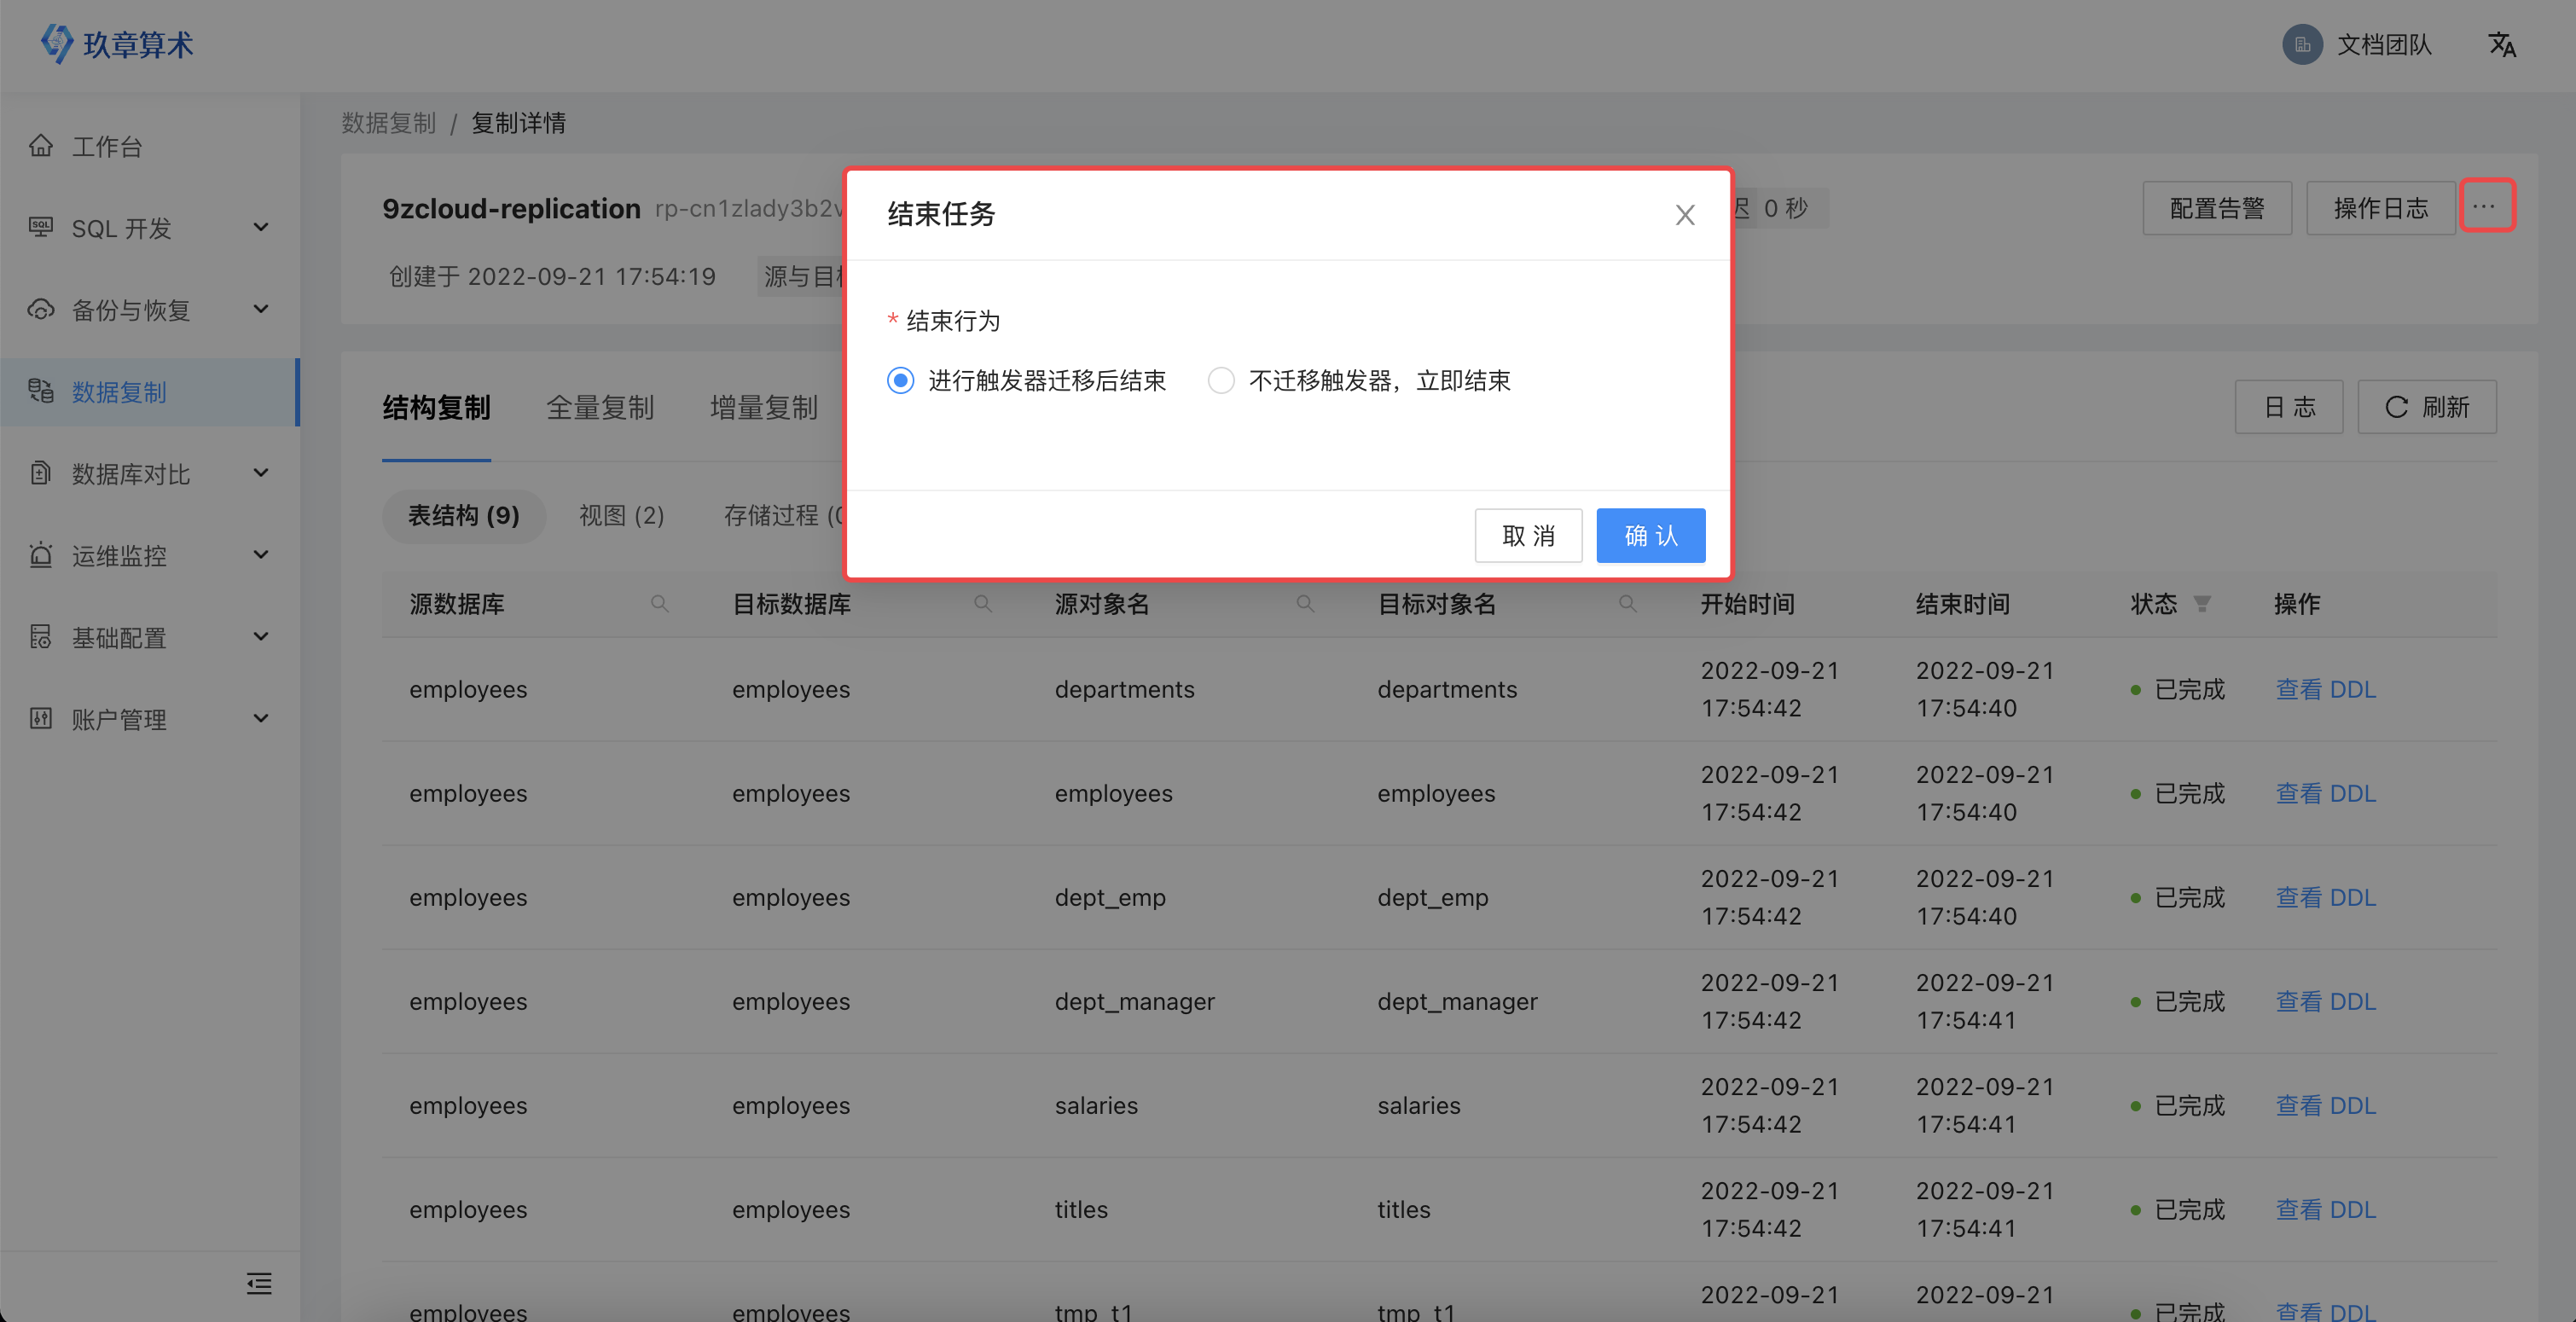 玖章算术
文档团队
工作台
SQL 开发
备份与恢复
数据复制
数据库对比
运维监控
基础配置
账户管理
数据复制 / 复制详情
9zcloud-replication rp-cn1zlady3b2
0 秒
配置告警 操作日志 ...
创建于 2022-09-21 17:54:19 源与目
结束任务
* 结束行为
进行触发器迁移后结束 不迁移触发器，立即结束
取 消 确 认
结构复制 全量复制 增量复制
日 志 刷新
表结构 (9) 视图 (2) 存储过程
源数据库 目标数据库 源对象名 目标对象名 开始时间 结束时间 状态 操作
employees employees departments departments 2022-09-21 17:54:42 2022-09-21 17:54:40 已完成 查看 DDL
employees employees employees employees 2022-09-21 17:54:42 2022-09-21 17:54:40 已完成 查看 DDL
employees employees dept_emp dept_emp 2022-09-21 17:54:42 2022-09-21 17:54:40 已完成 查看 DDL
employees employees dept_manager dept_manager 2022-09-21 17:54:42 2022-09-21 17:54:41 已完成 查看 DDL
employees employees salaries salaries 2022-09-21 17:54:42 2022-09-21 17:54:41 已完成 查看 DDL
employees employees titles titles 2022-09-21 17:54:42 2022-09-21 17:54:41 已完成 查看 DDL
employees employees tmp_t1 tmp_t1 2022-09-21 2022-09-21 已完成 查看 DDL